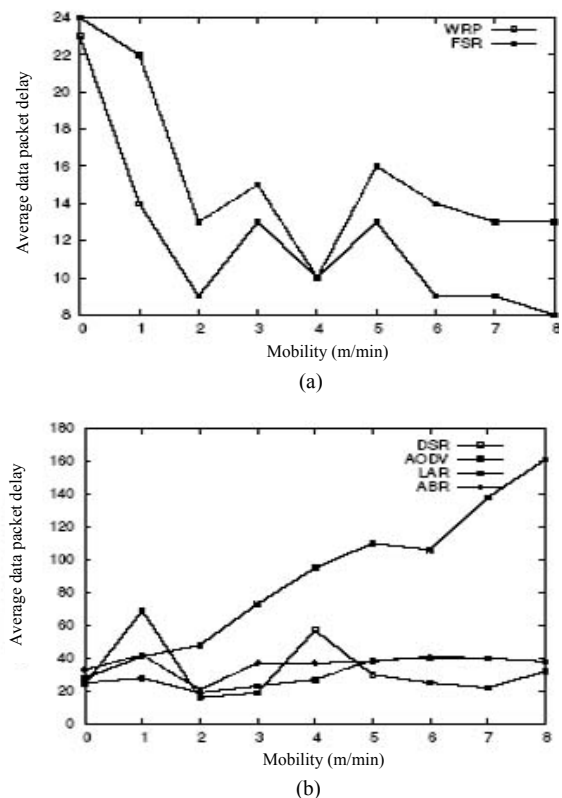 24
22
20
18
16
14
12
10
8
WRP
FSR
Average data packet delay
0 1 2 3 4 5 6 7 8
Mobility (m/min)
(a)
180
160
140
120
100
80
60
40
20
0
DSR
AODV
LAR
ABR
Average data packet delay
0 1 2 3 4 5 6 7 8
Mobility (m/min)
(b)